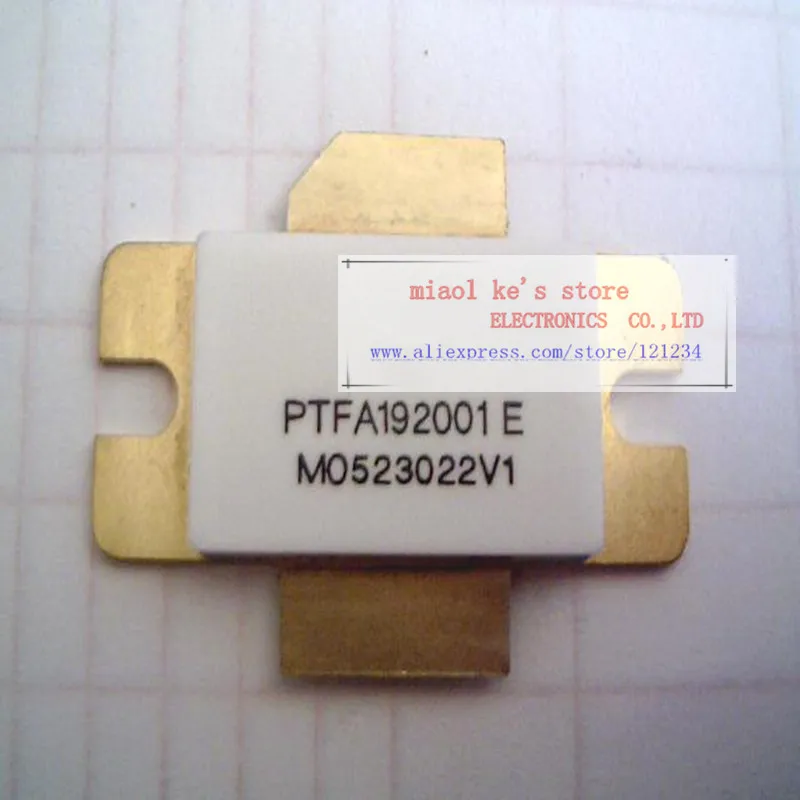 miaol ke's store
ELECTRONICS CO.,LTD
www.aliexpress.com/store/121234
PTFA192001 E
M0523022V1